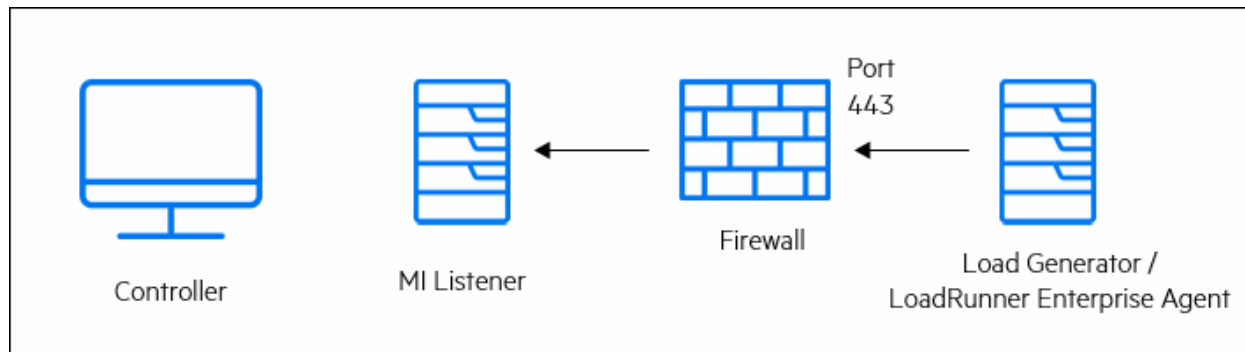 Port
443
Firewall
Controller
MI Listener
Load Generator /
LoadRunner Enterprise Agent